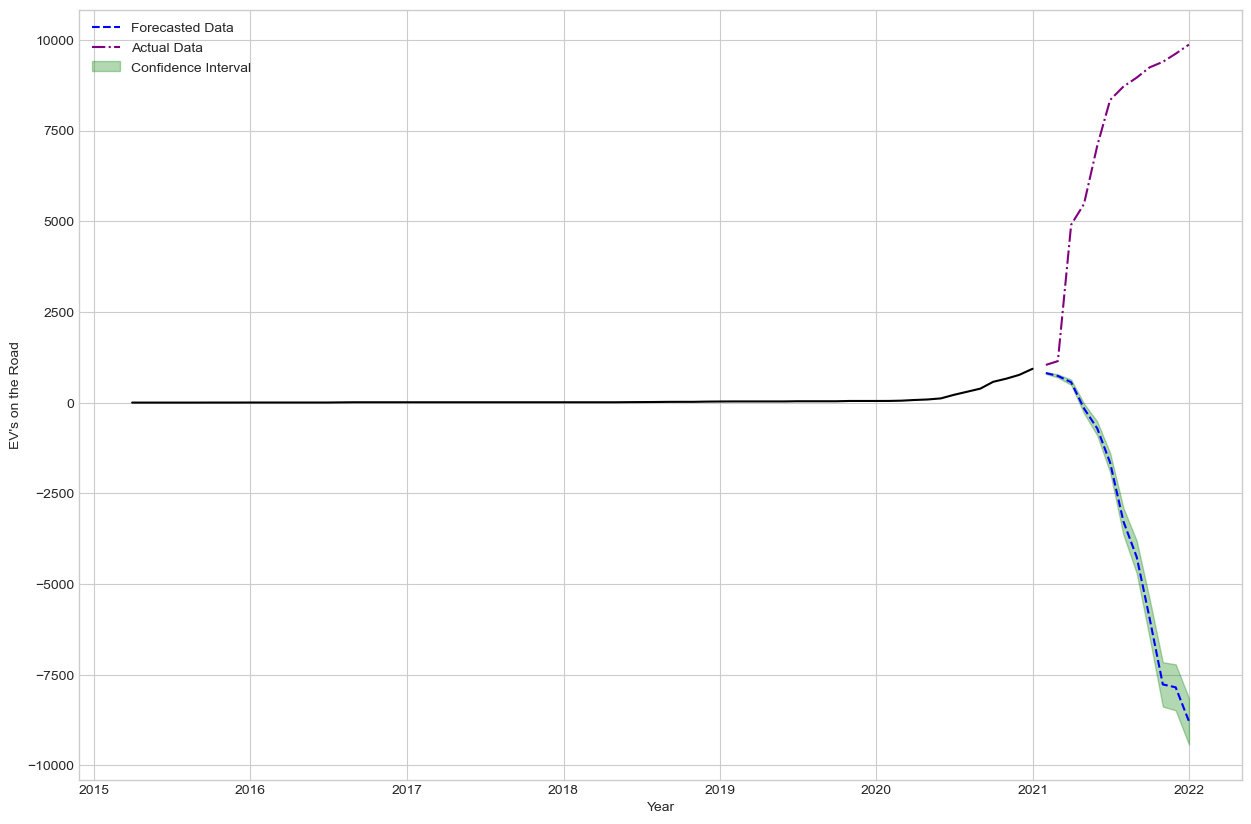 Forecasted Data
Actual Data
Confidence Interval
10000
7500
5000
2500
0
−2500
−5000
−7500
−10000
EV's on the Road
2015 2016 2017 2018 2019 2020 2021 2022
Year